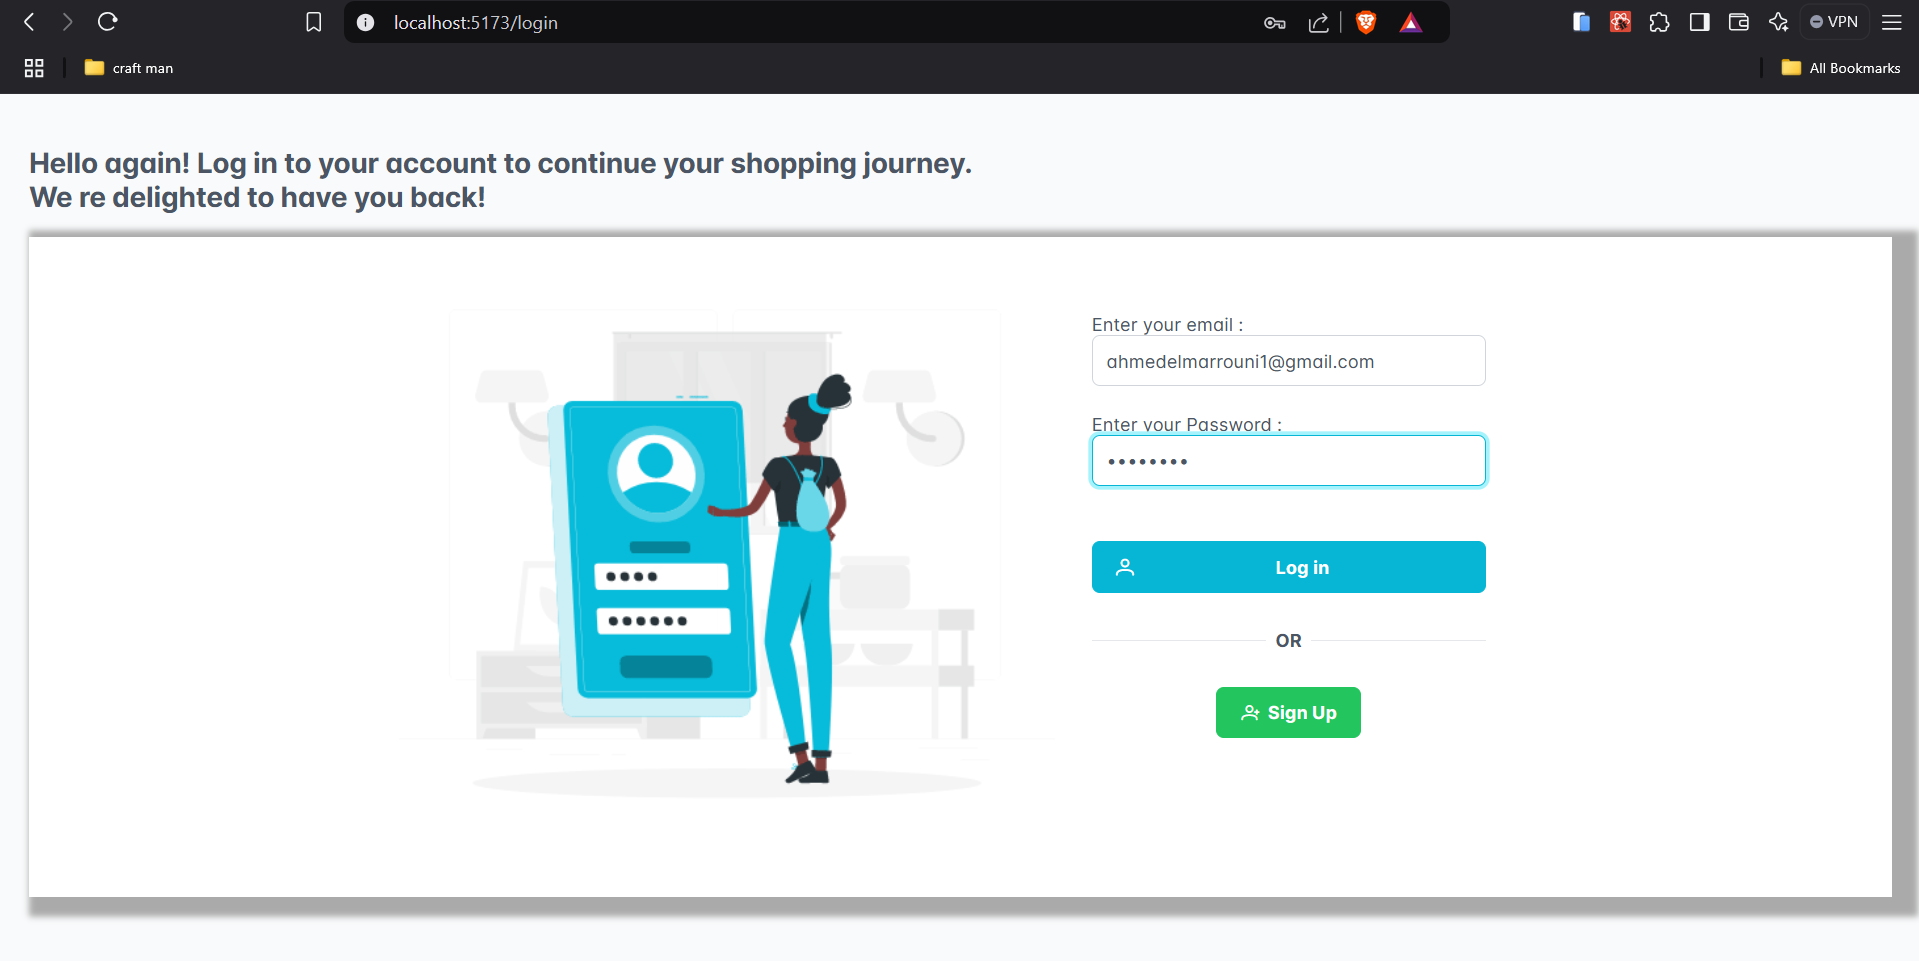 localhost:5173/login
VPN
craft man
All Bookmarks
Hello again! Log in to your account to continue your shopping journey.
We re delighted to have you back!
Enter your email :
ahmedelmarrouni1@gmail.com
Enter your Password :
••••••••
Log in
OR
Sign Up